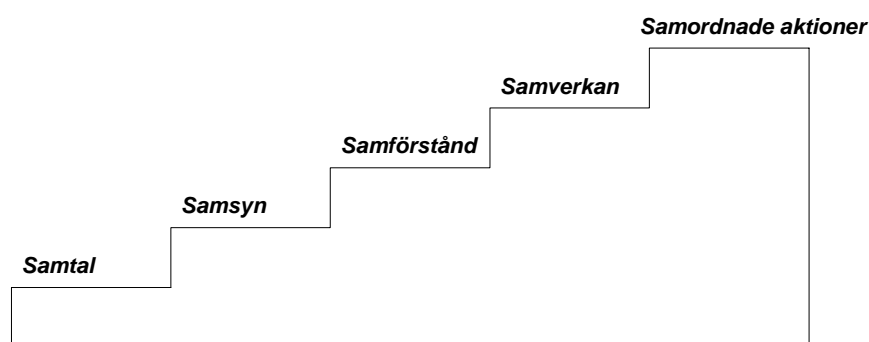 Samordnade aktioner
Samverkan
Samförstånd
Samsyn
Samtal